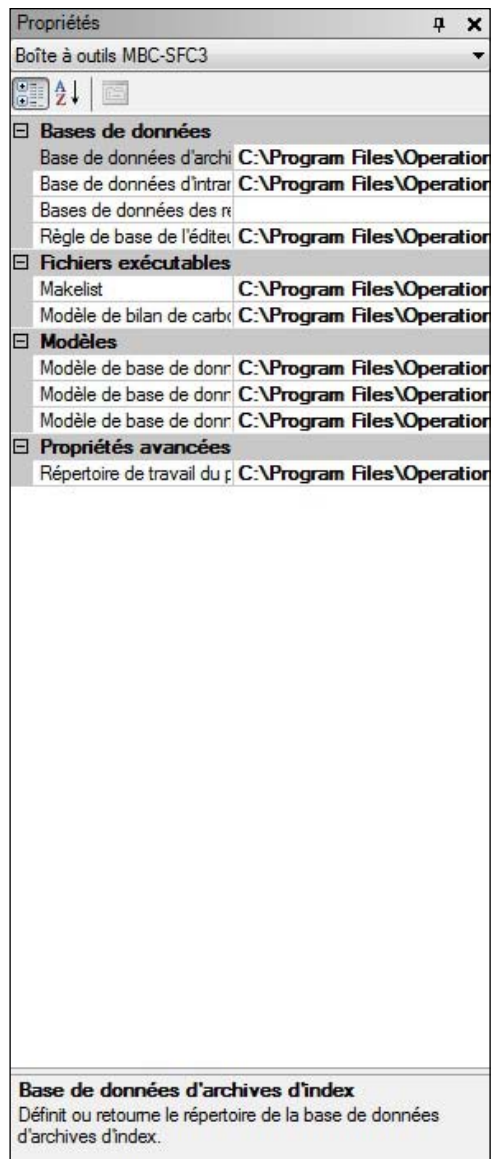 Propriétés
Boîte à outils MBC-SFC3
Bases de données
Base de données d'archi C:\Program Files\Operation
Base de données d'intrar C:\Program Files\Operation
Bases de données des re
Règle de base de l'éditeu C:\Program Files\Operation
Fichiers exécutables
Makelist C:\Program Files\Operation
Modèle de bilan de carbo C:\Program Files\Operation
Modèles
Modèle de base de donn C:\Program Files\Operation
Modèle de base de donn C:\Program Files\Operation
Modèle de base de donn C:\Program Files\Operation
Propriétés avancées
Répertoire de travail du p C:\Program Files\Operation
Base de données d'archives d'index
Définit ou retourne le répertoire de la base de données
d'archives d'index.